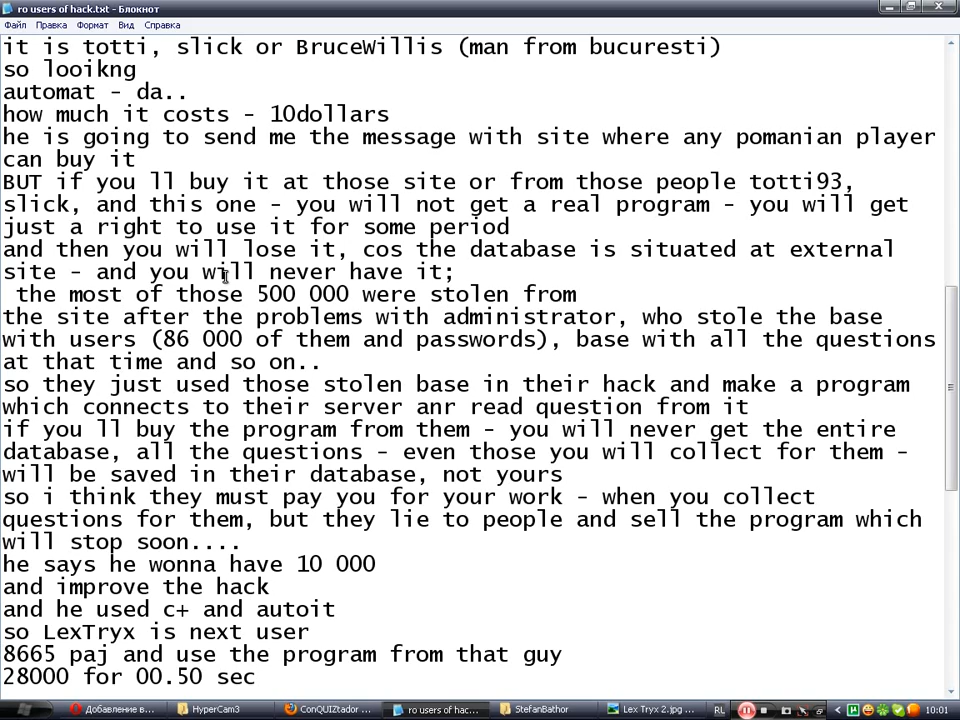 ro users of hack.txt - Блокнот
Файл Правка Формат Вид Справка
it is totti, slick or BruceWillis (man from bucuresti)
so looikng
automat - da..
how much it costs - 10dollars
he is going to send me the message with site where any pomanian player
can buy it
BUT if you ll buy it at those site or from those people totti93,
slick, and this one - you will not get a real program - you will get
just a right to use it for some period
and then you will lose it, cos the database is situated at external
site - and you will never have it;
the most of those 500 000 were stolen from
the site after the problems with administrator, who stole the base
with users (86 000 of them and passwords), base with all the questions
at that time and so on..
so they just used those stolen base in their hack and make a program
which connects to their server anr read question from it
if you ll buy the program from them - you will never get the entire
database, all the questions - even those you will collect for them -
will be saved in their database, not yours
so i think they must pay you for your work - when you collect
questions for them, but they lie to people and sell the program which
will stop soon....
he says he wonna have 10 000
and improve the hack
and he used c+ and autoit
so LexTryx is next user
8665 paj and use the program from that guy
28000 for 00.50 sec
Добавление в... HyperCam3 ConQUIZtador ... ro users of hac... StefanBathor Lex Tryx 2.jpg ... RL 10:01